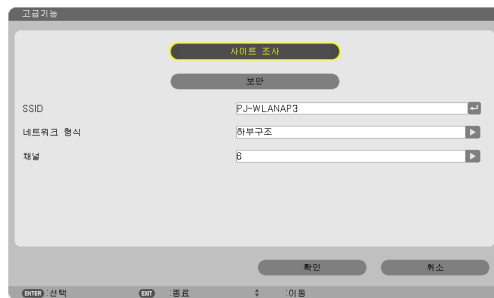 고급기능
사이트 조사
보안
SSID PJ-WLANAP3
네트워크 형식 하부구조
채널 6
확인 취소
ENTER :선택 EXIT :종료 :이동